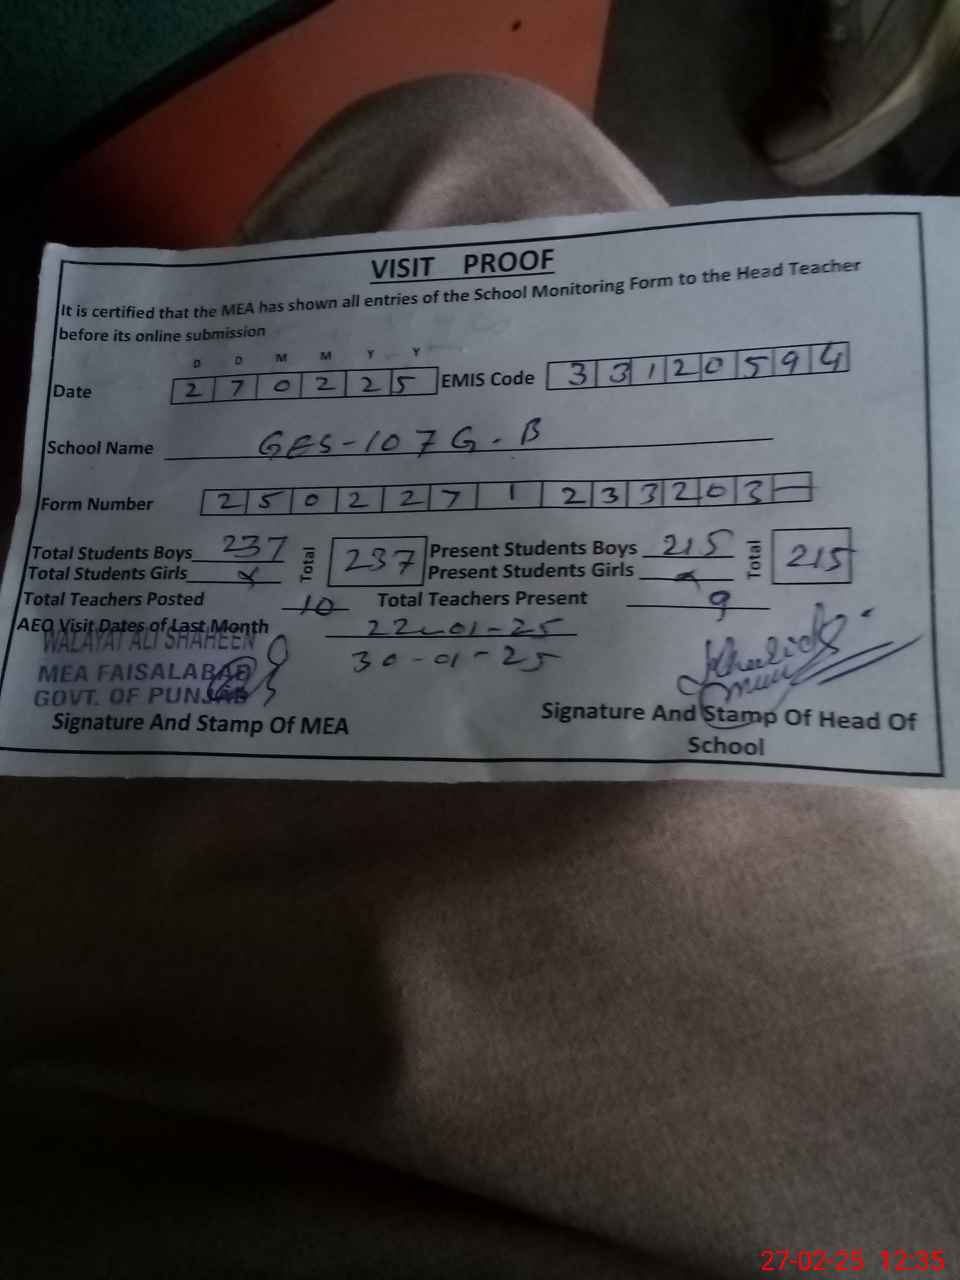 VISIT PROOF
It is certified that the MEA has shown all entries of the School Monitoring Form to the Head Teacher
before its online submission
D D M M Y Y
Date 2 7 0 2 2 5 EMIS Code 3 3 1 2 0 5 9 4
School Name GES-107 G.B
Form Number 2 5 0 2 2 7 1 2 3 3 2 0 3 -
Total Students Boys 237 Total 237 Present Students Boys 215 Total 215
Total Students Girls x Present Students Girls x
Total Teachers Posted 10 Total Teachers Present 9
AEO Visit Dates of Last Month 22-01-25
WALAYAT ALI SHAHEEN 30-01-25
MEA FAISALABAD
GOVT. OF PUNJAB
Signature And Stamp Of MEA Signature And Stamp Of Head Of
School
27-02-25 12:35